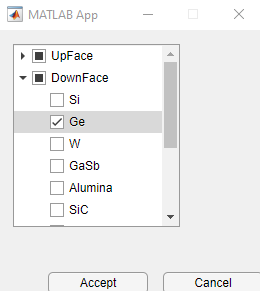 MATLAB App
UpFace
DownFace
Si
Ge
W
GaSb
Alumina
SiC
Accept
Cancel